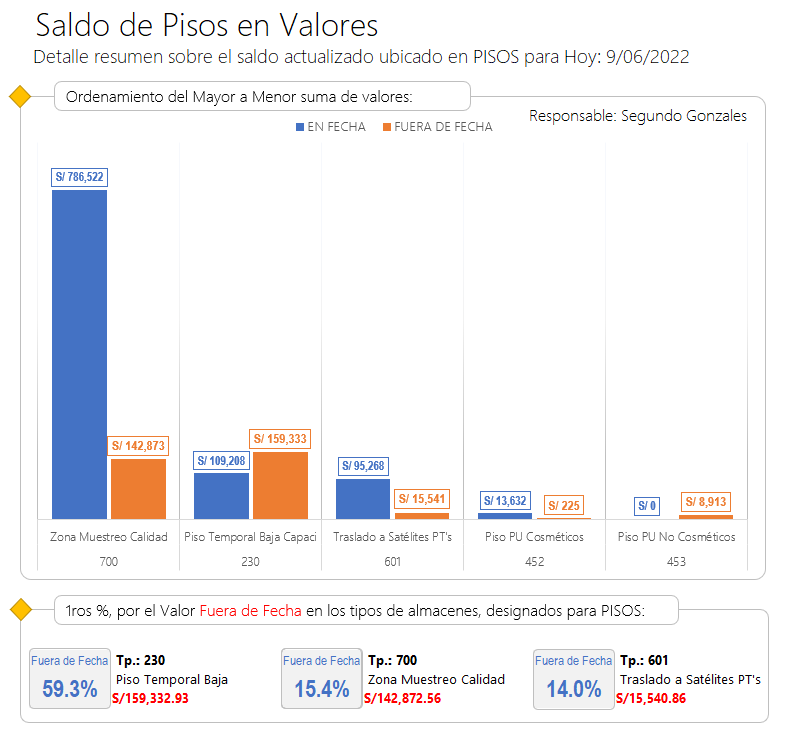 Saldo de Pisos en Valores
Detalle resumen sobre el saldo actualizado ubicado en PISOS para Hoy: 9/06/2022
Ordenamiento del Mayor a Menor suma de valores:
Responsable: Segundo Gonzales
EN FECHA FUERA DE FECHA
S/ 786,522
S/ 142,873
S/ 109,208
S/ 159,333
S/ 95,268
S/ 15,541
S/ 13,632
S/ 225
S/ 0
S/ 8,913
Zona Muestreo Calidad Piso Temporal Baja Capaci Traslado a Satélites PT's Piso PU Cosméticos Piso PU No Cosméticos
700 230 601 452 453
1ros %, por el Valor Fuera de Fecha en los tipos de almacenes, designados para PISOS:
Fuera de Fecha
59.3%
Tp.: 230
Piso Temporal Baja
S/159,332.93
Fuera de Fecha
15.4%
Tp.: 700
Zona Muestreo Calidad
S/142,872.56
Fuera de Fecha
14.0%
Tp.: 601
Traslado a Satélites PT's
S/15,540.86